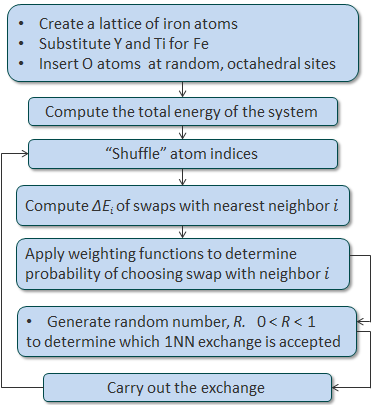 • Create a lattice of iron atoms
• Substitute Y and Ti for Fe
• Insert O atoms at random, octahedral sites
Compute the total energy of the system
“Shuffle” atom indices
Compute ΔEi of swaps with nearest neighbor i
Apply weighting functions to determine
probability of choosing swap with neighbor i
• Generate random number, R. 0 < R < 1
to determine which 1NN exchange is accepted
Carry out the exchange